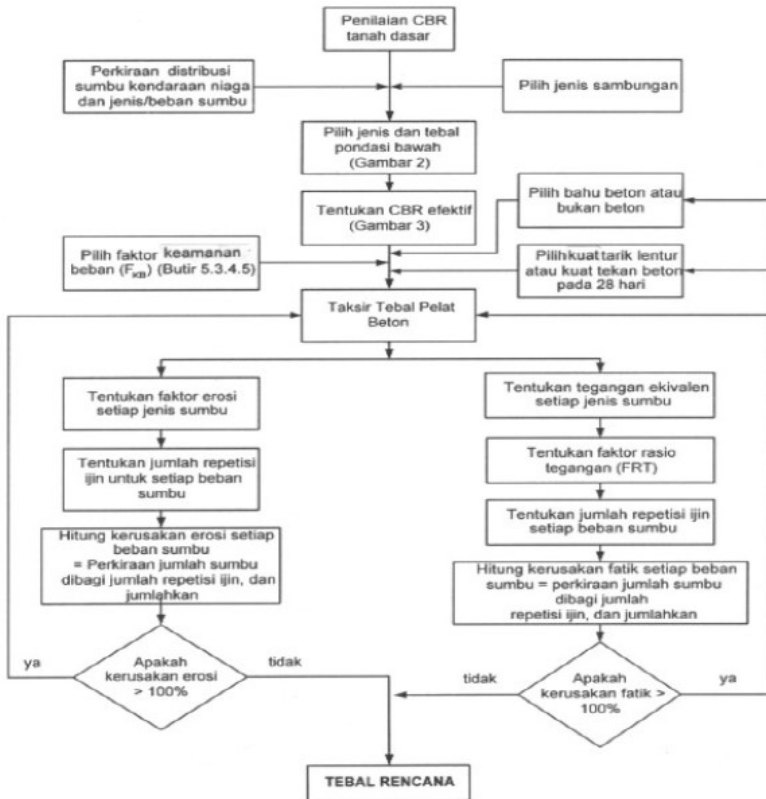 Penilaian CBR
tanah dasar
Perkiraan distribusi
sumbu kendaraan niaga
dan jenis/beban sumbu
Pilih jenis sambungan
Pilih jenis dan tebal
pondasi bawah
(Gambar 2)
Tentukan CBR efektif
(Gambar 3)
Pilih bahu beton atau
bukan beton
Pilih faktor keamanan
beban (FKB) (Butir 5.3.4.5)
Pilih kuat tarik lentur
atau kuat tekan beton
pada 28 hari
Taksir Tebal Pelat
Beton
Tentukan faktor erosi
setiap jenis sumbu
Tentukan jumlah repetisi
ijin untuk setiap beban
sumbu
Hitung kerusakan erosi setiap
beban sumbu
= Perkiraan jumlah sumbu
dibagi jumlah repetisi ijin, dan
jumlahkan
ya
Apakah
kerusakan erosi
> 100%
tidak
Tentukan tegangan ekivalen
setiap jenis sumbu
Tentukan faktor rasio
tegangan (FRT)
Tentukan jumlah repetisi ijin
setiap beban sumbu
Hitung kerusakan fatik setiap beban
sumbu = perkiraan jumlah sumbu
dibagi jumlah
repetisi ijin, dan jumlahkan
tidak
Apakah
kerusakan fatik >
100%
ya
TEBAL RENCANA